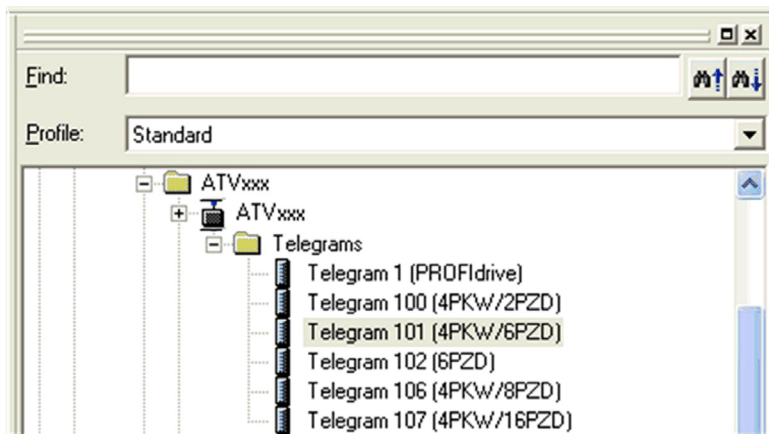 Find:
Profile: Standard
ATVxxx
ATVxxx
Telegrams
Telegram 1 (PROFIdrive)
Telegram 100 (4PKW/2PZD)
Telegram 101 (4PKW/6PZD)
Telegram 102 (6PZD)
Telegram 106 (4PKW/8PZD)
Telegram 107 (4PKW/16PZD)